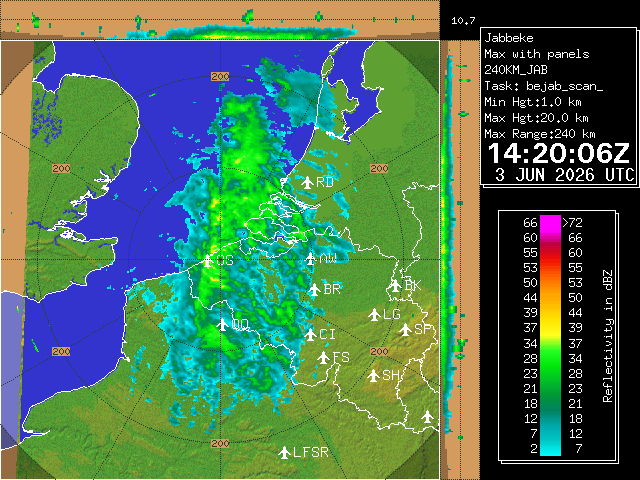 10.7
Jabbeke
Max with panels
240KM_JAB
Task: bejab_scan_
Min Hgt:1.0 km
Max Hgt:20.0 km
Max Range:240 km
14:20:06Z
3 JUN 2026 UTC
200
200
200
200
200
200
RD
OS
AW
BR
BK
LG
SP
QO
CI
FS
SH
LFSR
66 >72
60 66
55 60
53 55
50 53
44 50
44 44
39 44
37 39
34 37
28 34
23 28
21 23
18 21
12 18
7 12
2 7
Reflectivity in dBZ